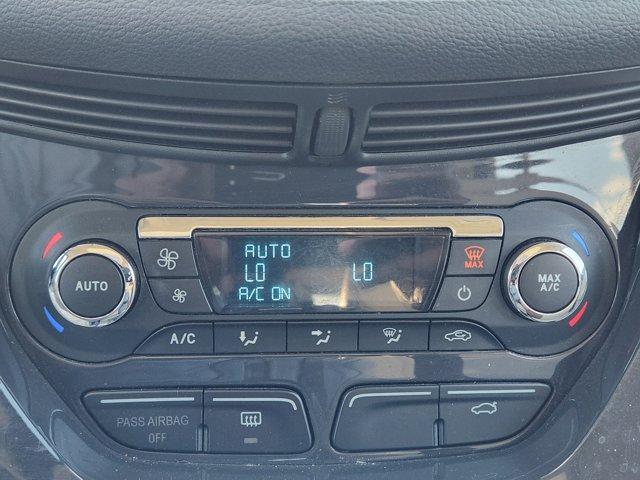 AUTO
LO LO
A/C ON
MAX
AUTO
MAX
A/C
A/C
PASS AIRBAG
OFF